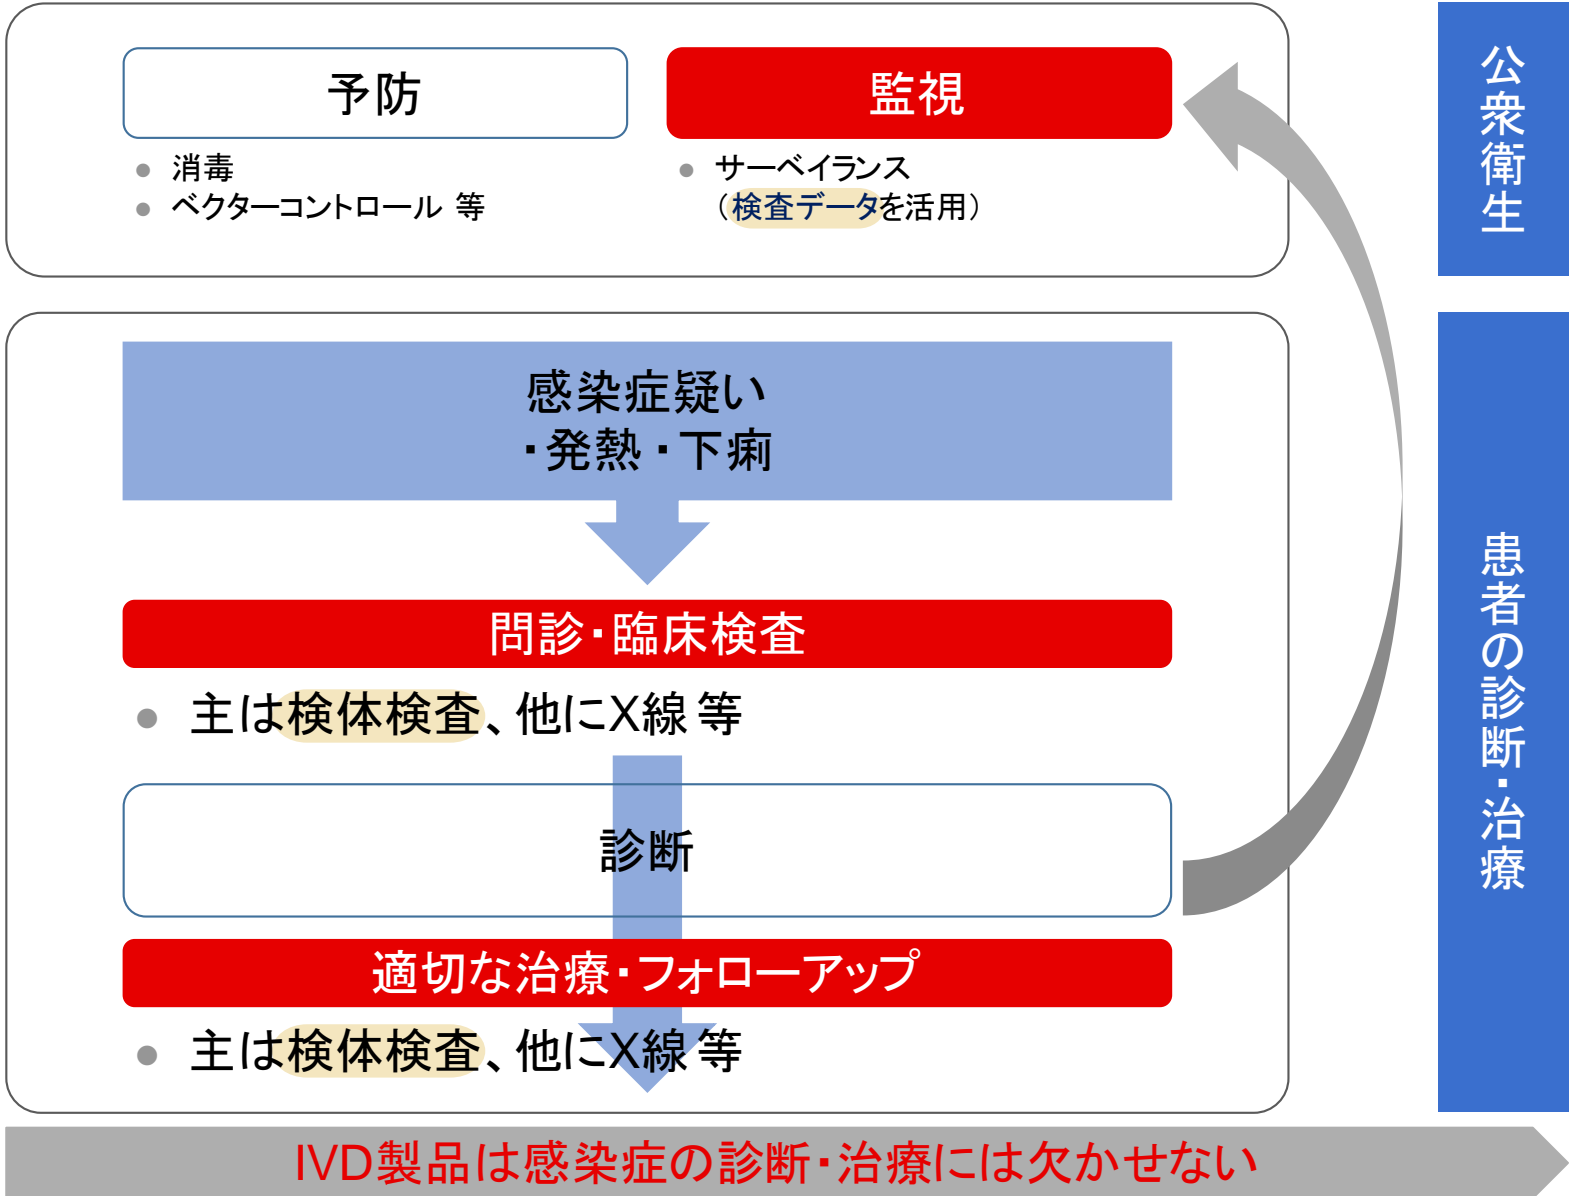 予防
監視
公衆衛生
消毒
ベクターコントロール 等
サーベイランス
（検査データを活用）
感染症疑い
・発熱・下痢
問診・臨床検査
主は検体検査、他にX線 等
診断
適切な治療・フォローアップ
主は検体検査、他にX線 等
患者の診断・治療
IVD製品は感染症の診断・治療には欠かせない